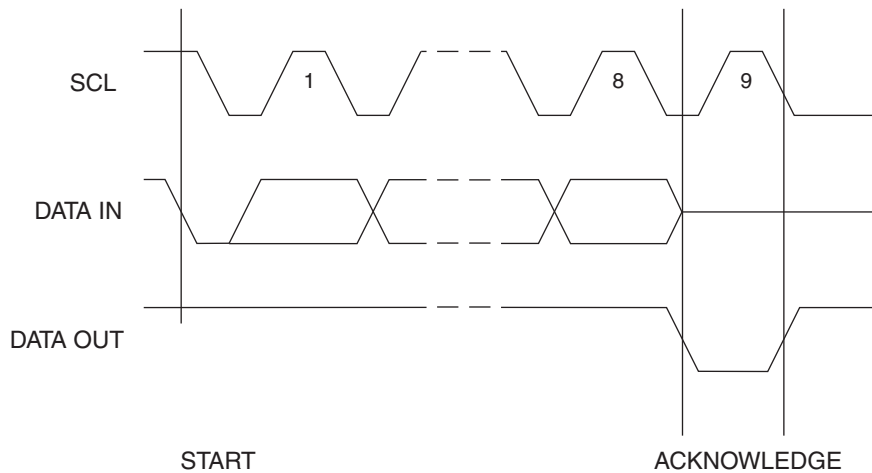 SCL
1
8
9
DATA IN
DATA OUT
START
ACKNOWLEDGE